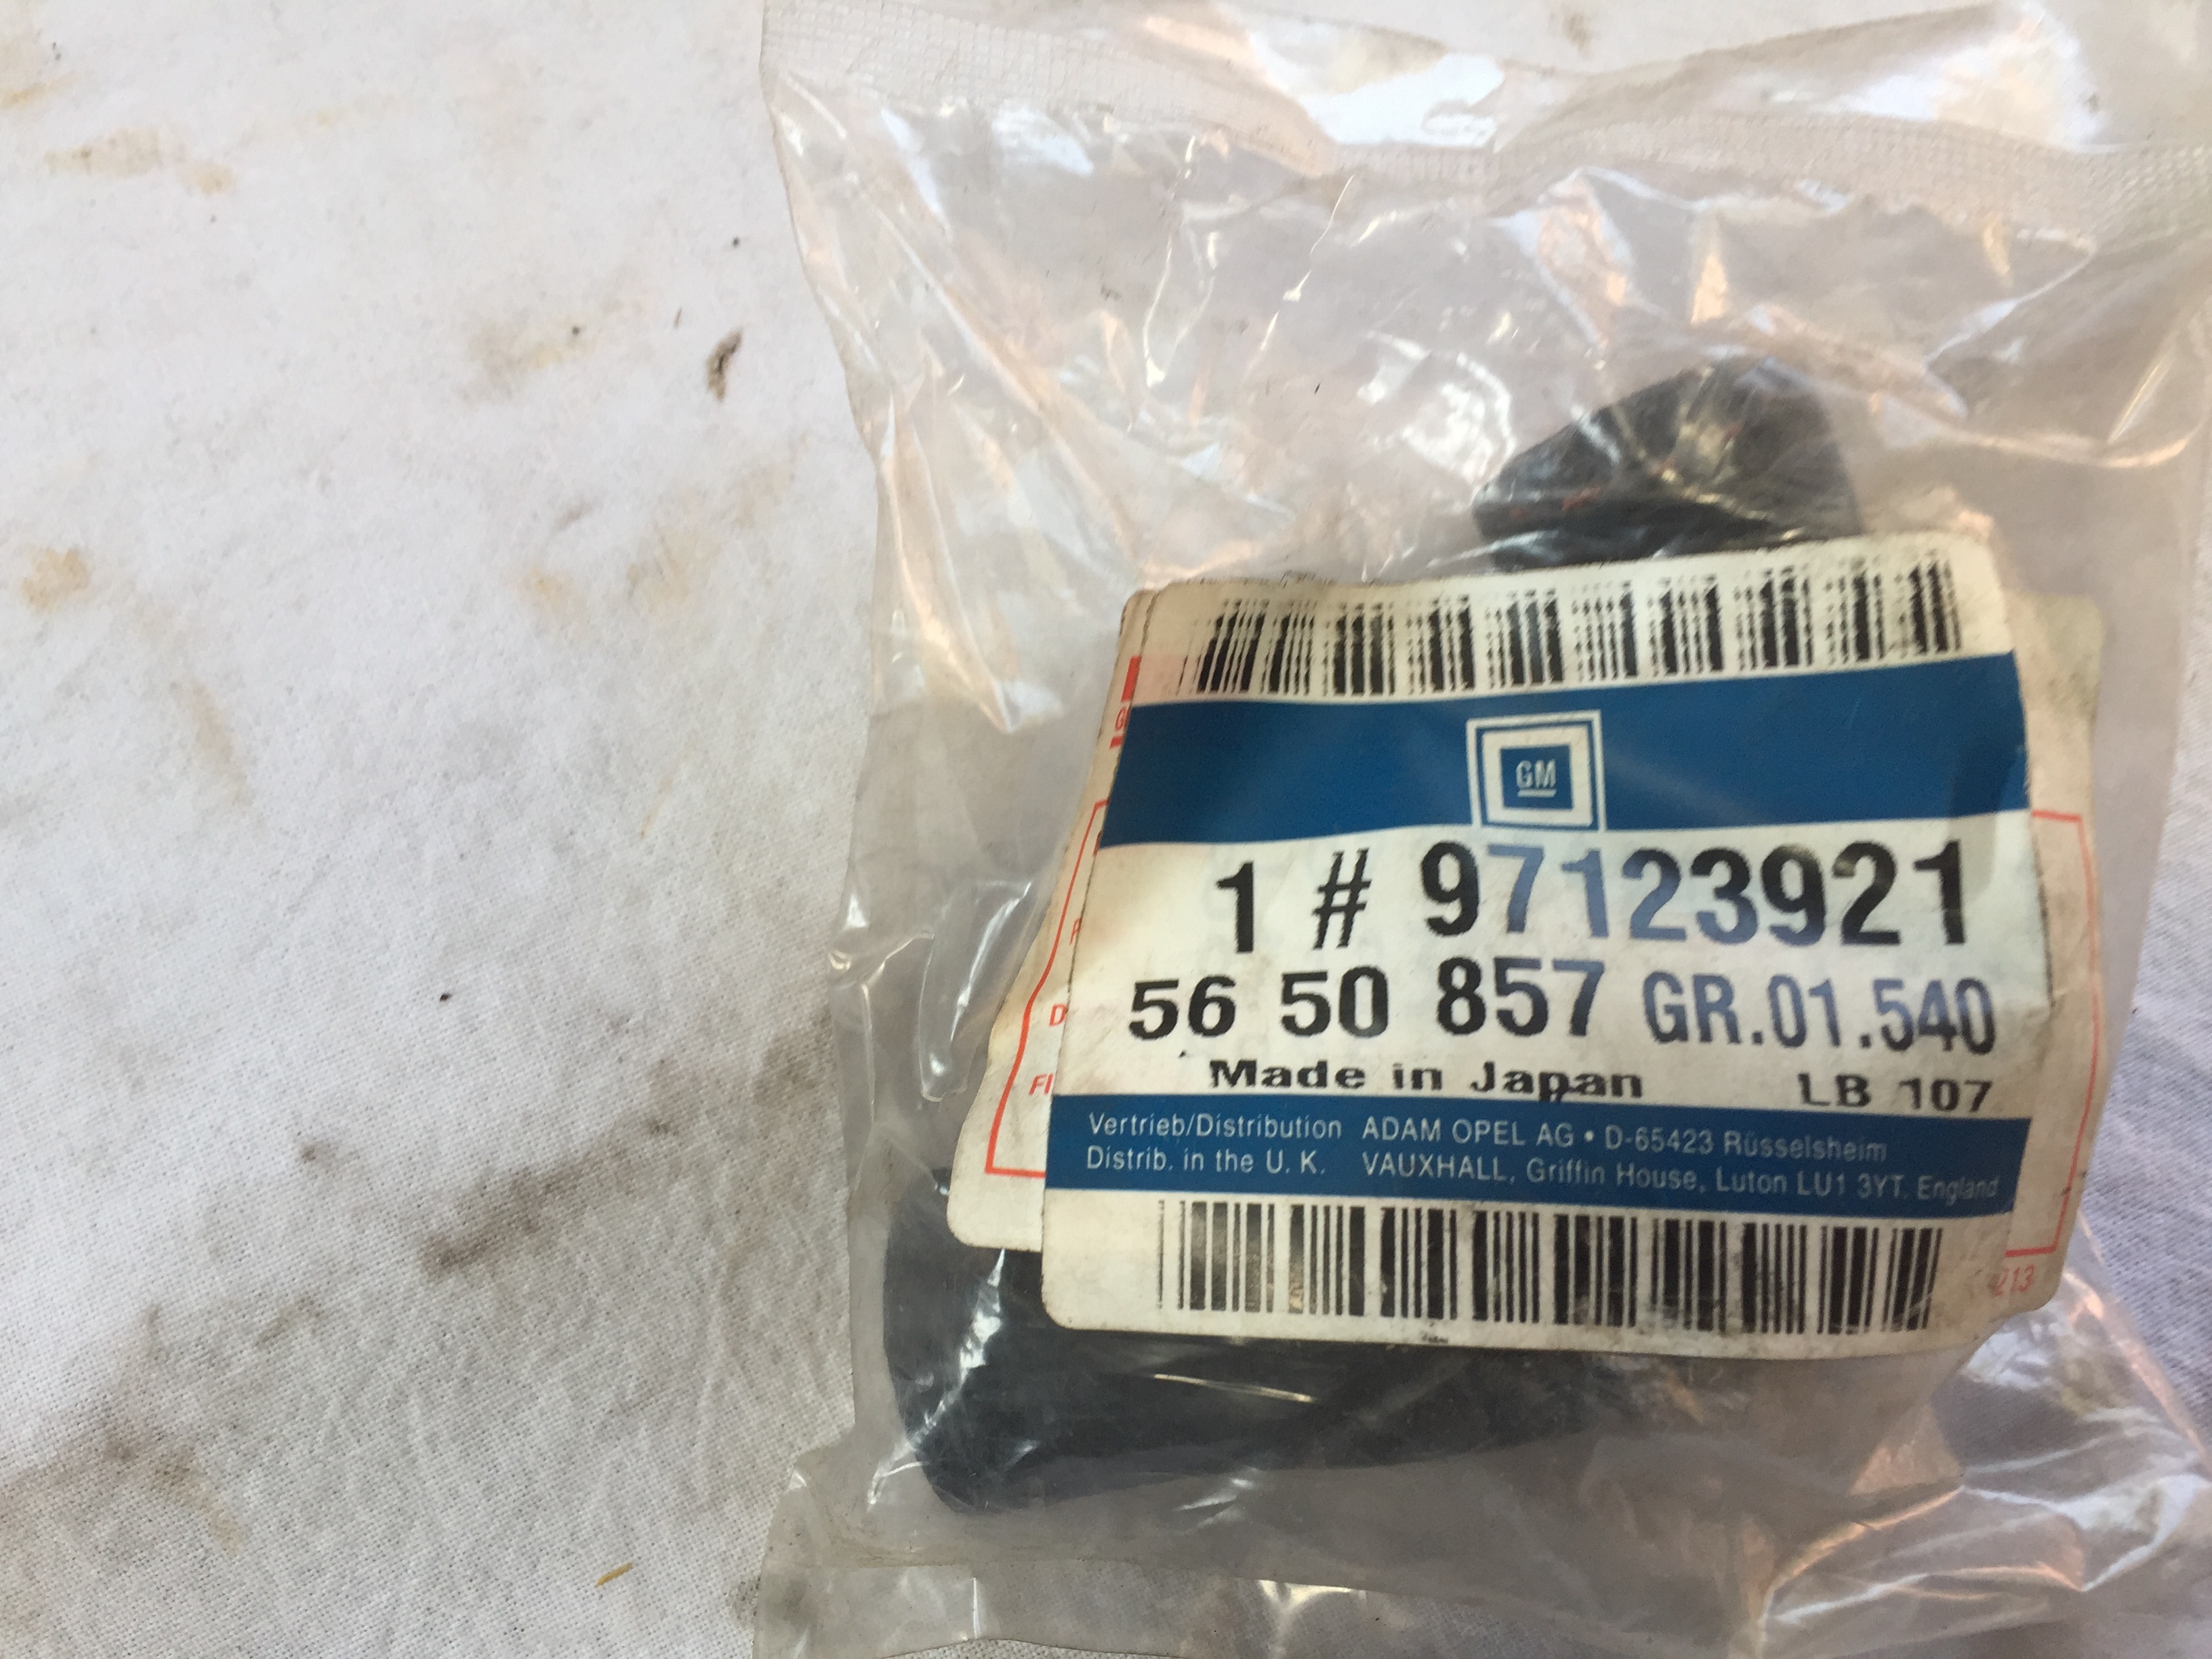 GM
1 # 97123921
56 50 857 GR.01.540
Made in Japan LB 107
Vertrieb/Distribution ADAM OPEL AG • D-65423 Rüsselsheim
Distrib. in the U. K. VAUXHALL, Griffin House, Luton LU1 3YT. England